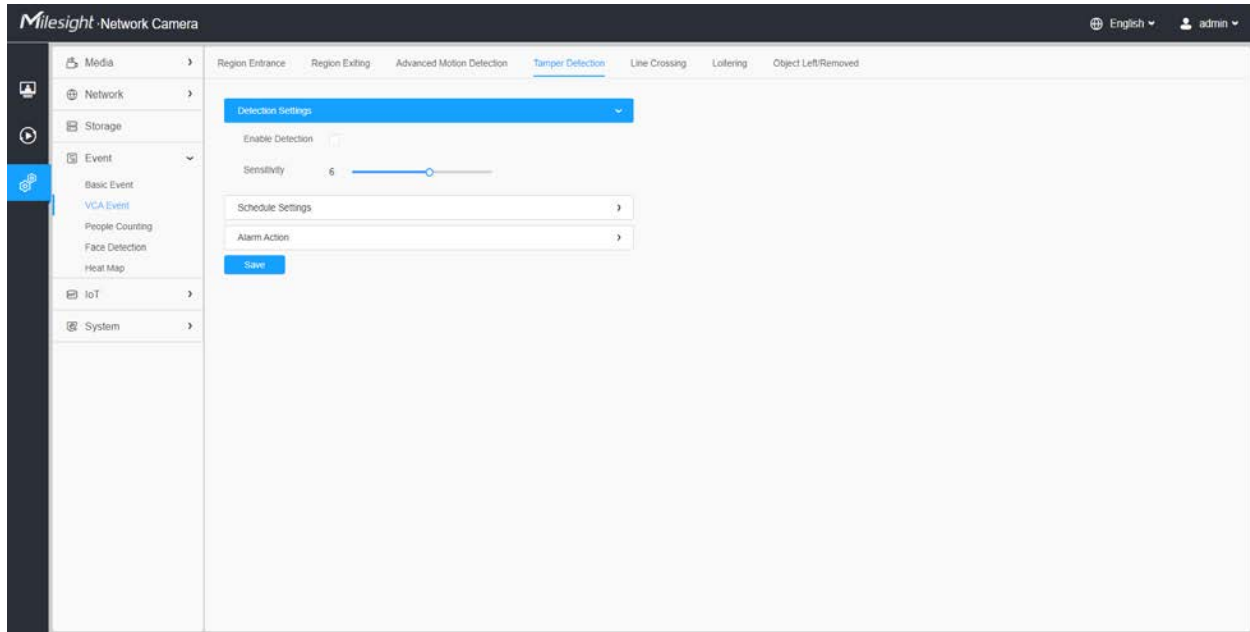 Milesight Network Camera
English
admin
Media
Network
Storage
Event
Basic Event
VCA Event
People Counting
Face Detection
Heat Map
IoT
System
Region Entrance Region Exiting Advanced Motion Detection Tamper Detection Line Crossing Loitering Object Left/Removed
Detection Settings
Enable Detection
Sensitivity 6
Schedule Settings
Alarm Action
Save